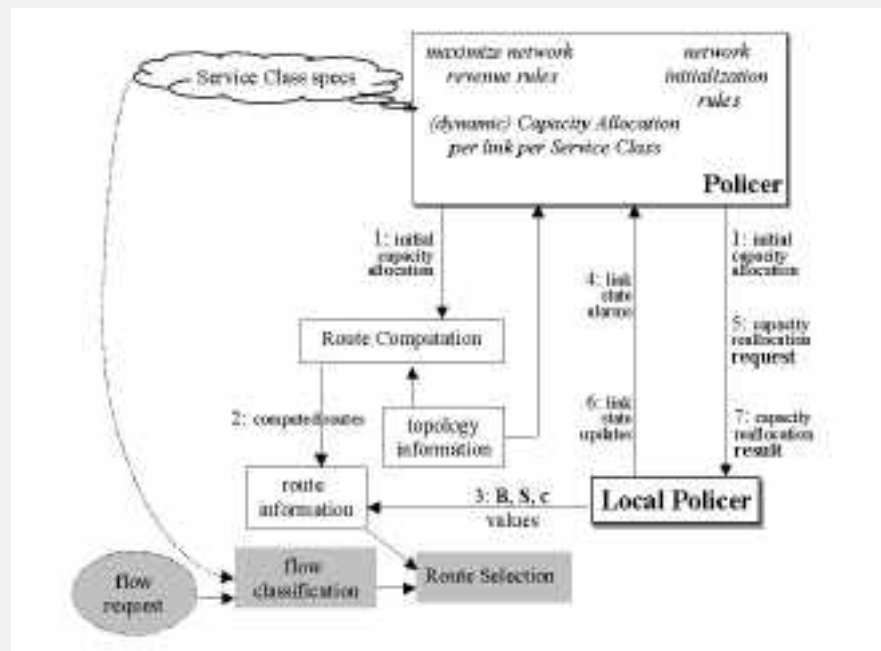 Service Class specs
maximize network
revenue rules
network
initialization
rules
(dynamic) Capacity Allocation
per link per Service Class
Policer
1: initial
capacity
allocation
4: link
state
alarms
1: initial
capacity
allocation
5: capacity
reallocation
request
Route Computation
2: computed routes
topology
information
6: link
state
updates
7: capacity
reallocation
result
route
information
3: B, S, c
values
Local Policer
flow
request
flow
classification
Route Selection